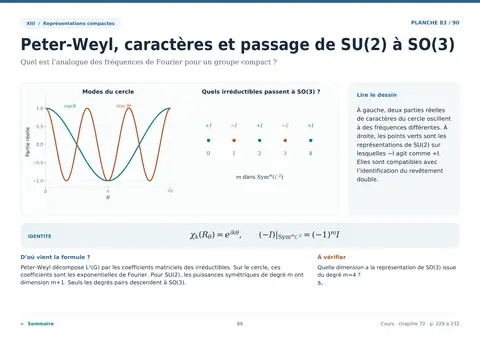 XIII / Représentations compactes
PLANCHE 83 / 90
Peter-Weyl, caractères et passage de SU(2) à SO(3)
Quel est l'analogue des fréquences de Fourier pour un groupe compact ?
Modes du cercle
cos θ
cos 3θ
1.0
0.5
0.0
−0.5
−1.0
Partie réelle
0
π
2π
θ
Quels irréductibles passent à SO(3) ?
+I −I +I −I +I
0 1 2 3 4
m dans Symᵐ(ℂ²)
Lire le dessin
À gauche, deux parties réelles
de caractères du cercle oscillent
à des fréquences différentes. À
droite, les points verts sont les
représentations de SU(2) sur
lesquelles −I agit comme +I.
Elles sont compatibles avec
l'identification du revêtement
double.
IDENTITÉ
χₖ(R_θ) = e^{ikθ}, (−I)|_{Symᵐℂ²} = (−1)ᵐI
D'où vient la formule ?
Peter-Weyl décompose L²(G) par les coefficients matriciels des irréductibles. Sur le cercle, ces
coefficients sont les exponentielles de Fourier. Pour SU(2), les puissances symétriques de degré m ont
dimension m+1. Seuls les degrés pairs descendent à SO(3).
À vérifier
Quelle dimension a la représentation de SO(3) issue
du degré m=4 ?
5.
← Sommaire
86
Cours · chapitre 72 · p. 229 à 232